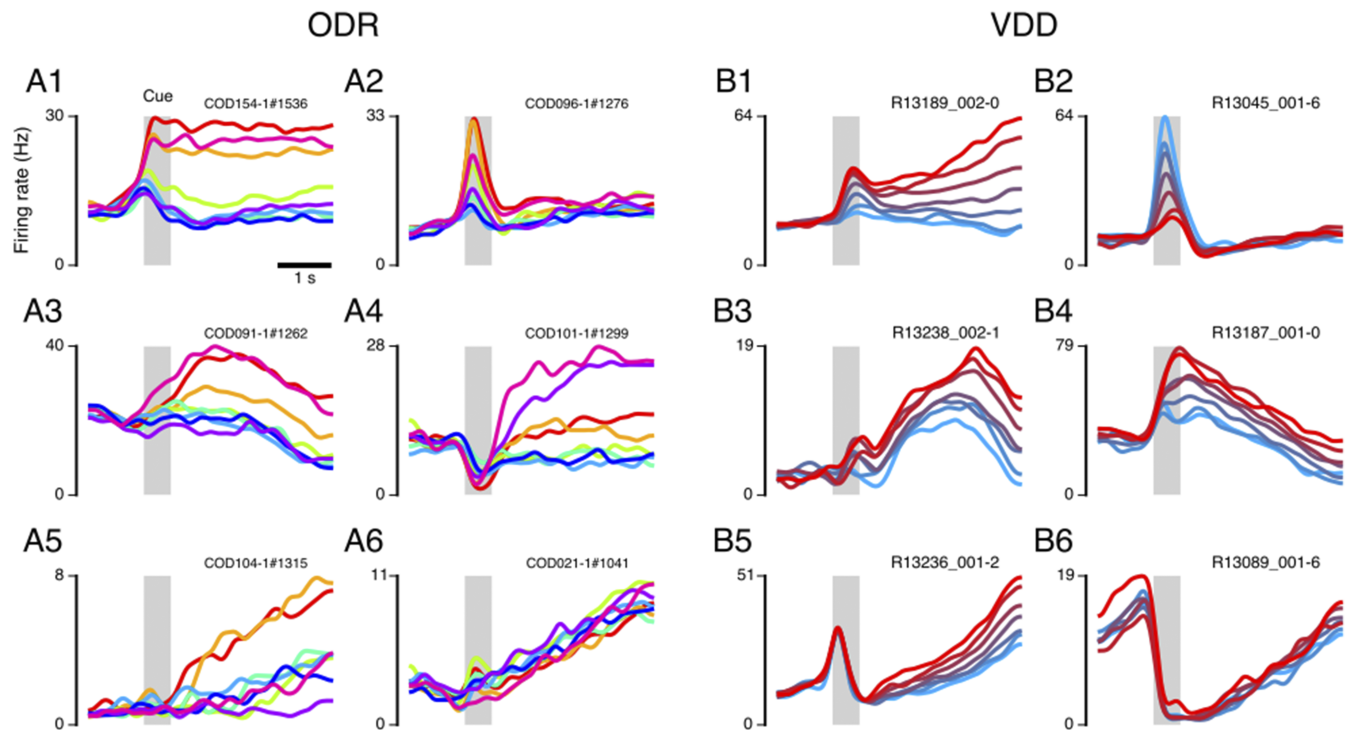 ODR VDD
A1 A2 B1 B2
Cue COD154-1#1536 COD096-1#1276 R13189_002-0 R13045_001-6
30 33 64 64
Firing rate (Hz)
0 0 0 0
1 s
A3 A4 B3 B4
COD091-1#1262 COD101-1#1299 R13238_002-1 R13187_001-0
40 28 19 79
0 0 0 0
A5 A6 B5 B6
COD104-1#1315 COD021-1#1041 R13236_001-2 R13089_001-6
8 11 51 19
0 0 0 0